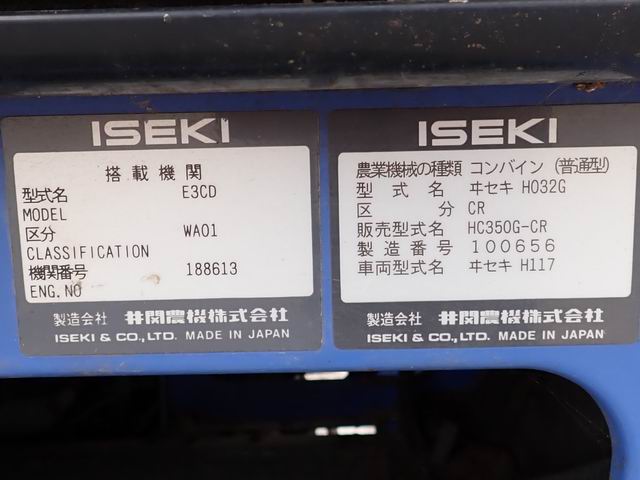 ISEKI
搭載機関
型式名 E3CD
MODEL
区分 WA01
CLASSIFICATION
機関番号 188613
ENG.NO
製造会社 井関農機株式会社
ISEKI & CO., LTD. MADE IN JAPAN
ISEKI
農業機械の種類 コンバイン (普通型)
型式名 ヰセキ HO32G
区分 CR
販売型式名 HC350G-CR
製造番号 100656
車両型式名 ヰセキ H117
製造会社 井関農機株式会社
ISEKI & CO., LTD. MADE IN JAPAN